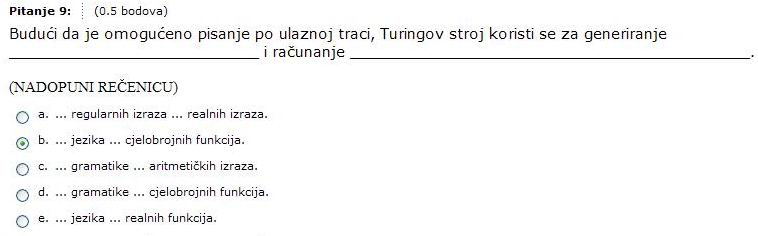 Pitanje 9: (0.5 bodova)
Budući da je omogućeno pisanje po ulaznoj traci, Turingov stroj koristi se za generiranje
______________________________ i računanje ________________________________________________.
(NADOPUNI REČENICU)
a. ... regularnih izraza ... realnih izraza.
b. ... jezika ... cjelobrojnih funkcija.
c. ... gramatike ... aritmetičkih izraza.
d. ... gramatike ... cjelobrojnih funkcija.
e. ... jezika ... realnih funkcija.